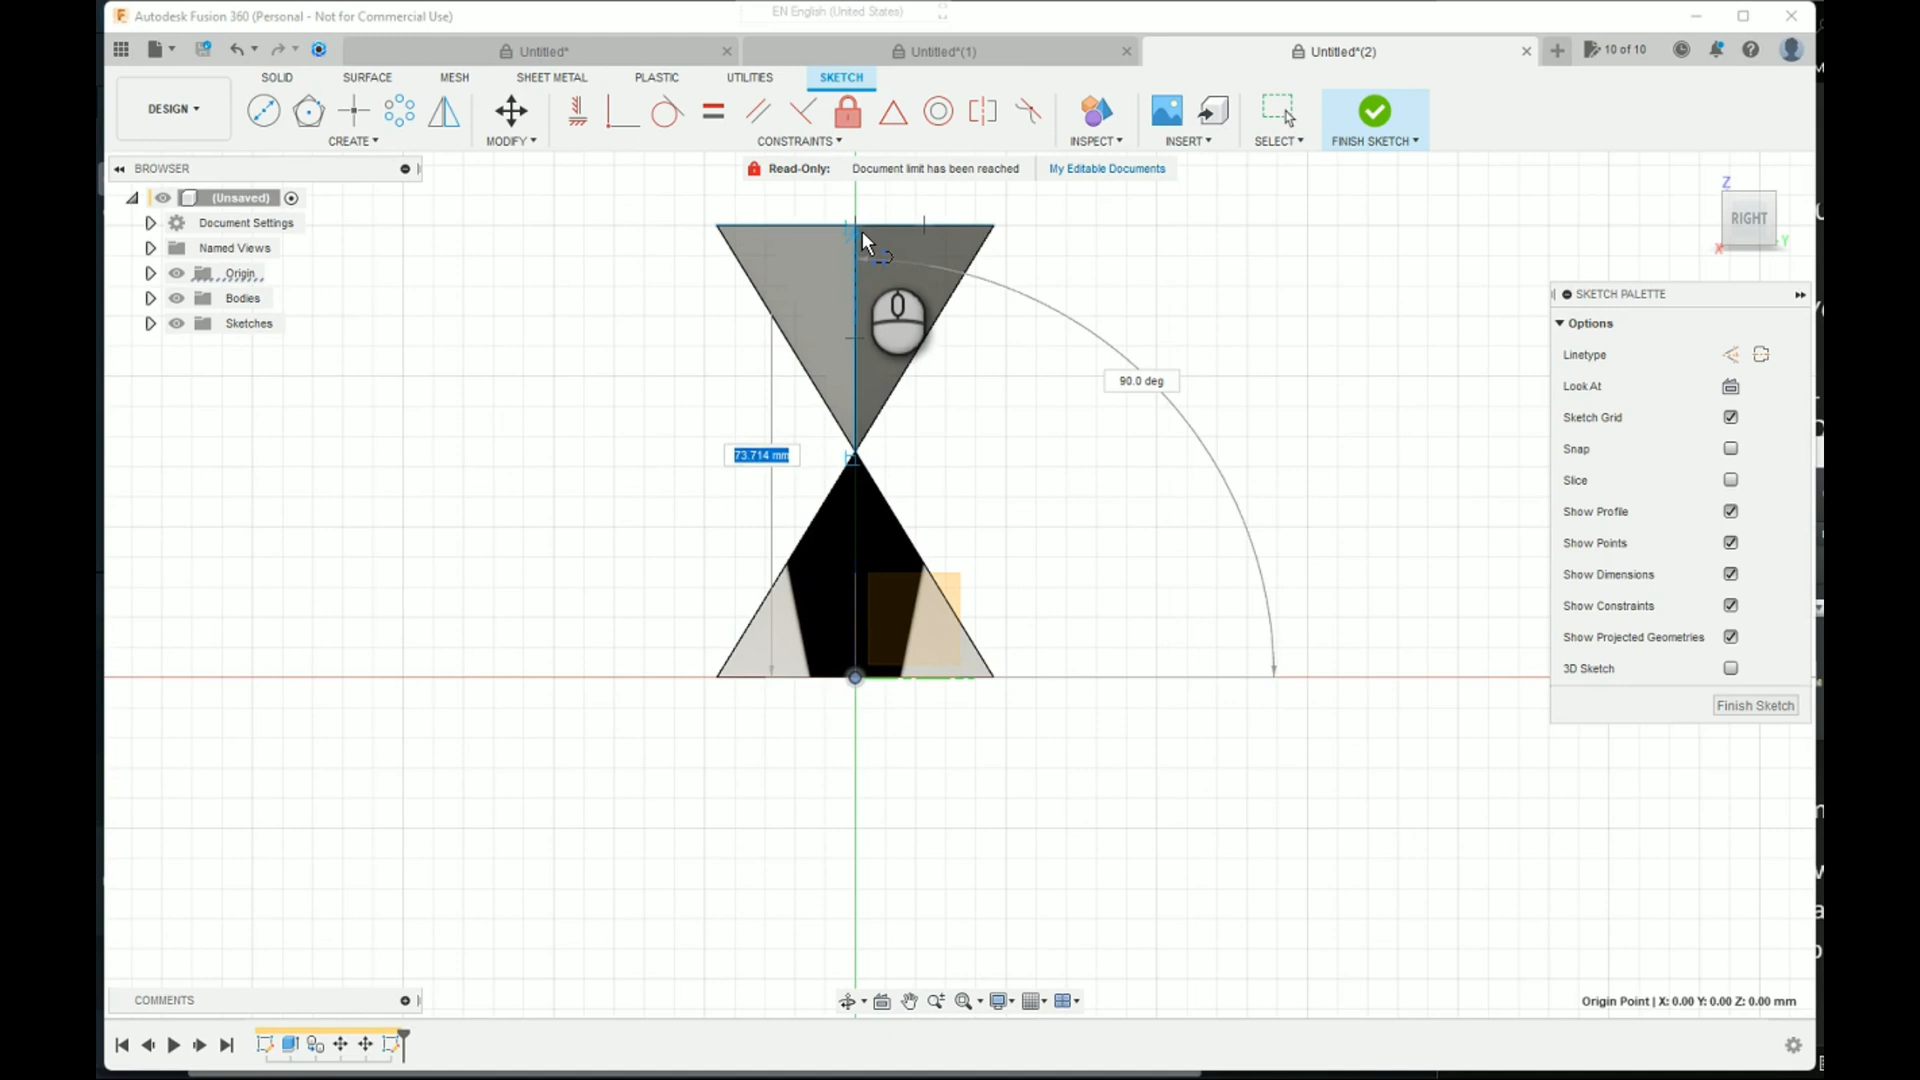 Autodesk Fusion 360 (Personal - Not for Commercial Use)
EN English (United States)
Untitled*
Untitled*(1)
Untitled*(2)
10 of 10
DESIGN
SOLID
SURFACE
MESH
SHEET METAL
PLASTIC
UTILITIES
SKETCH
CREATE
MODIFY
CONSTRAINTS
INSPECT
INSERT
SELECT
FINISH SKETCH
BROWSER
Read-Only: Document limit has been reached
My Editable Documents
(Unsaved)
Document Settings
Named Views
Origin
Bodies
Sketches
Z
RIGHT
X
Y
90.0 deg
73.714 mm
SKETCH PALETTE
Options
Linetype
Look At
Sketch Grid
Snap
Slice
Show Profile
Show Points
Show Dimensions
Show Constraints
Show Projected Geometries
3D Sketch
Finish Sketch
COMMENTS
Origin Point | X: 0.00 Y: 0.00 Z: 0.00 mm